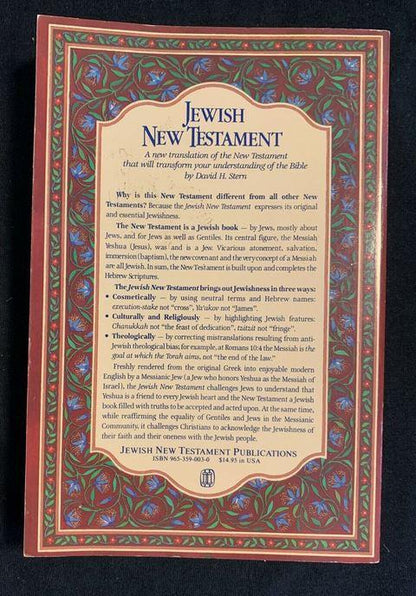 JEWISH
NEW TESTAMENT
A new translation of the New Testament
that will transform your understanding of the Bible
by David H. Stern
Why is this New Testament different from all other New
Testaments? Because the Jewish New Testament expresses its original
and essential Jewishness.
The New Testament is a Jewish book — by Jews, mostly about
Jews, and for Jews as well as Gentiles. Its central figure, the Messiah
Yeshua (Jesus), was and is a Jew. Vicarious atonement, salvation,
immersion (baptism), the new covenant and the very concept of a Messiah
are all Jewish. In sum, the New Testament is built upon and completes the
Hebrew Scriptures.
The Jewish New Testament brings out Jewishness in three ways:
• Cosmetically — by using neutral terms and Hebrew names:
execution-stake not "cross", Ya'akov not "James".
• Culturally and Religiously — by highlighting Jewish features:
Chanukkah not "the feast of dedication", tzitzit not "fringe".
• Theologically — by correcting mistranslations resulting from anti-
Jewish theological bias; for example, at Romans 10:4 the Messiah is the
goal at which the Torah aims, not "the end of the law."
Freshly rendered from the original Greek into enjoyable modern
English by a Messianic Jew (a Jew who honors Yeshua as the Messiah of
Israel), the Jewish New Testament challenges Jews to understand that
Yeshua is a friend to every Jewish heart and the New Testament a Jewish
book filled with truths to be accepted and acted upon. At the same time,
while reaffirming the equality of Gentiles and Jews in the Messianic
Community, it challenges Christians to acknowledge the Jewishness of
their faith and their oneness with the Jewish people.
JEWISH NEW TESTAMENT PUBLICATIONS
ISBN 965-359-003-0 $14.95 in USA